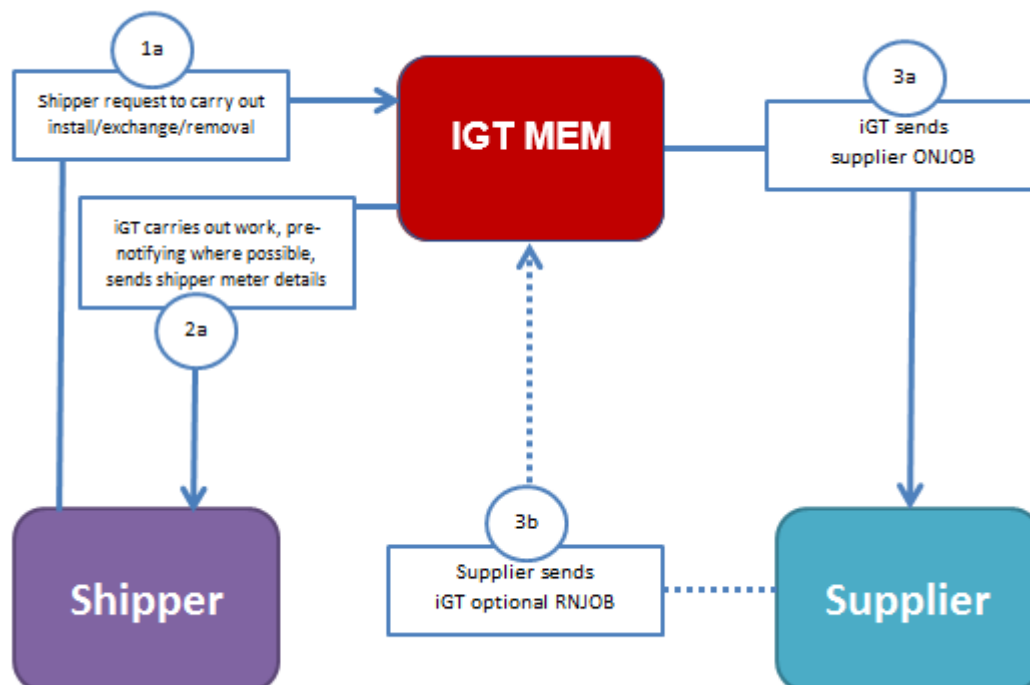 1a
Shipper request to carry out
install/exchange/removal
IGT MEM
3a
iGT sends
supplier ONJOB
iGT carries out work, pre-
notifying where possible,
sends shipper meter details
2a
3b
Supplier sends
iGT optional RNJOB
Shipper
Supplier